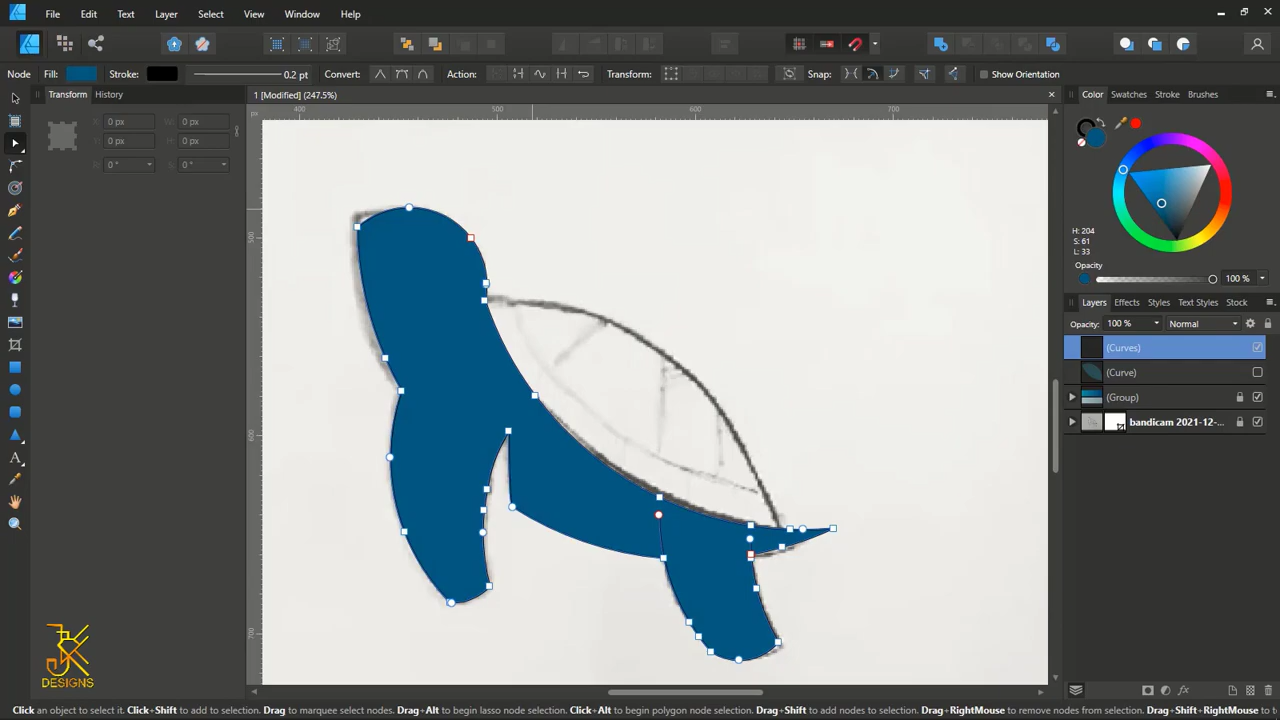 File Edit Text Layer Select View Window Help
Node Fill: Stroke: 0.2 pt Convert: Action: Transform: Snap: Show Orientation
Transform History
1 [Modified] (247.5%)
Color Swatches Stroke Brushes
px 400 500 600 700
X: 0 px W: 0 px
Y: 0 px H: 0 px
R: 0 ° S: 0 °
500
600
700
H: 204
S: 61
L: 33
Opacity
100 %
Layers Effects Styles Text Styles Stock
Opacity: 100 % Normal
(Curves)
(Curve)
(Group)
bandicam 2021-12-...
DESIGNS
Click an object to select it. Click+Shift to add to selection. Drag to marquee select nodes. Drag+Alt to begin lasso node selection. Click+Alt to begin polygon node selection. Drag+Shift to add nodes to selection. Drag+RightMouse to remove nodes from selection. Drag+Shift+RightMouse to t